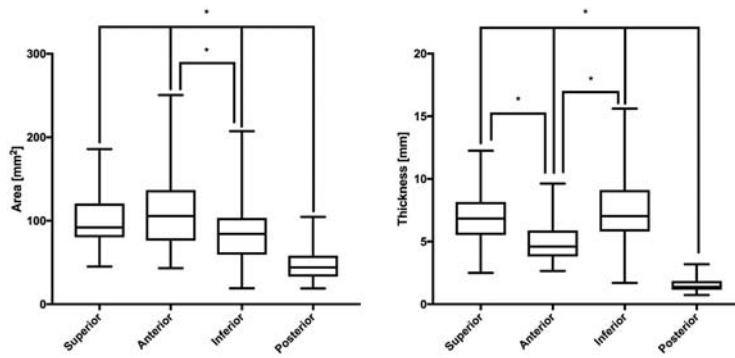 *
*
300
200
100
0
Area [mm²]
Superior
Anterior
Inferior
Posterior
*
*
*
20
15
10
5
0
Thickness [mm]
Superior
Anterior
Inferior
Posterior